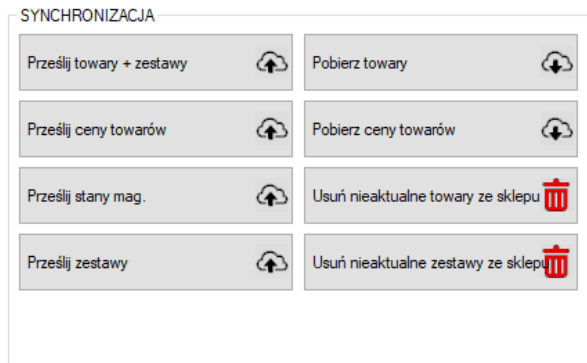 SYNCHRONIZACJA
Prześlij towary + zestawy
Pobierz towary
Prześlij ceny towarów
Pobierz ceny towarów
Prześlij stany mag.
Usuń nieaktualne towary ze sklepu
Prześlij zestawy
Usuń nieaktualne zestawy ze sklepu